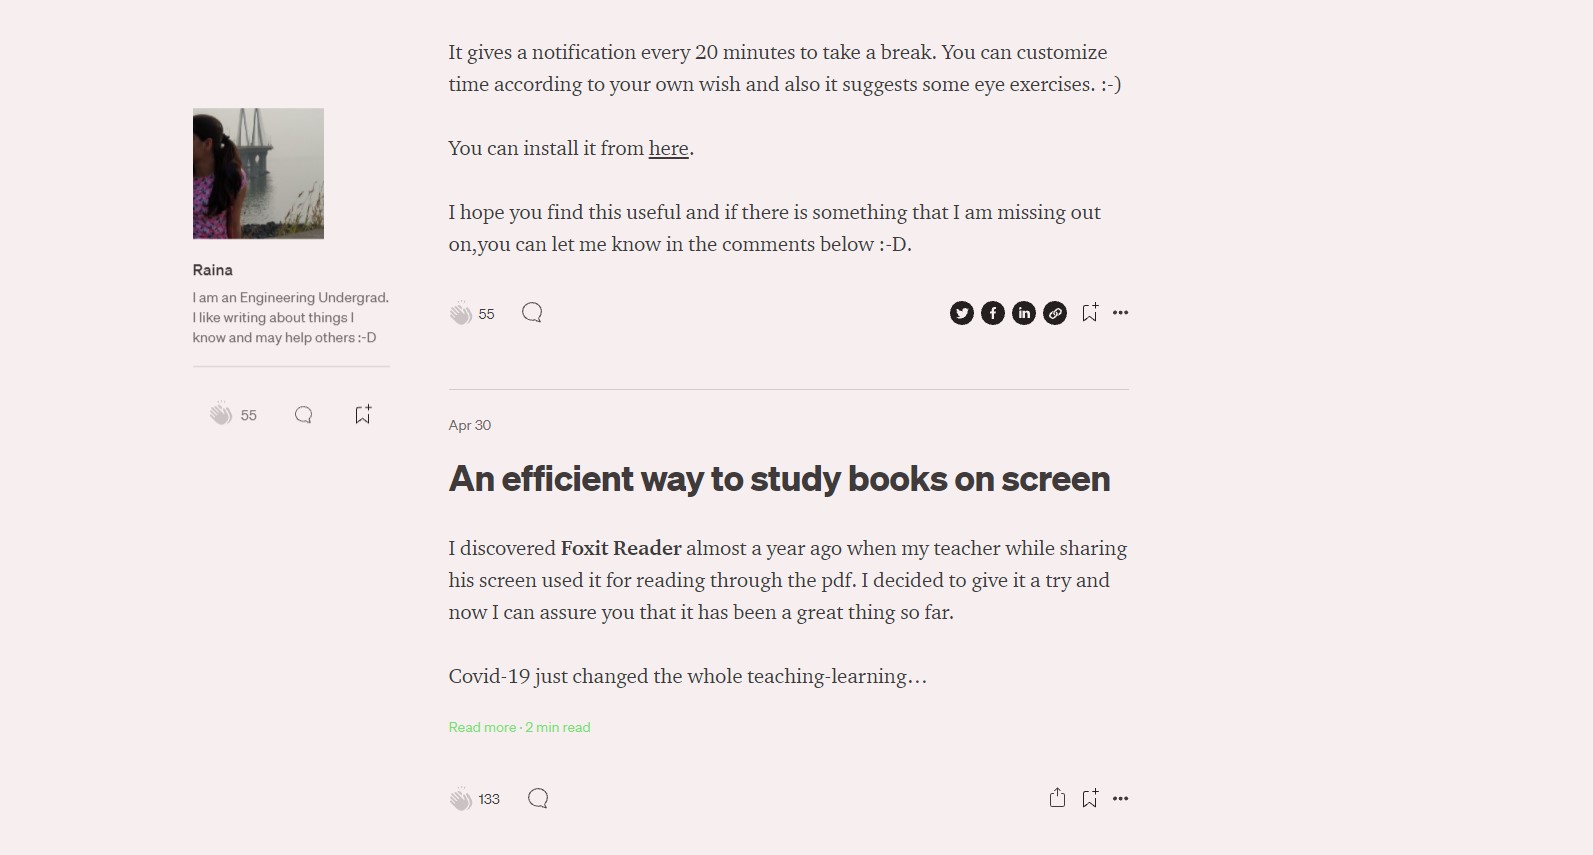 It gives a notification every 20 minutes to take a break. You can customize
time according to your own wish and also it suggests some eye exercises. :-)
You can install it from here.
I hope you find this useful and if there is something that I am missing out
on,you can let me know in the comments below :-D.
55
Raina
I am an Engineering Undergrad.
I like writing about things I
know and may help others :-D
55
Apr 30
An efficient way to study books on screen
I discovered Foxit Reader almost a year ago when my teacher while sharing
his screen used it for reading through the pdf. I decided to give it a try and
now I can assure you that it has been a great thing so far.
Covid-19 just changed the whole teaching-learning…
Read more · 2 min read
133